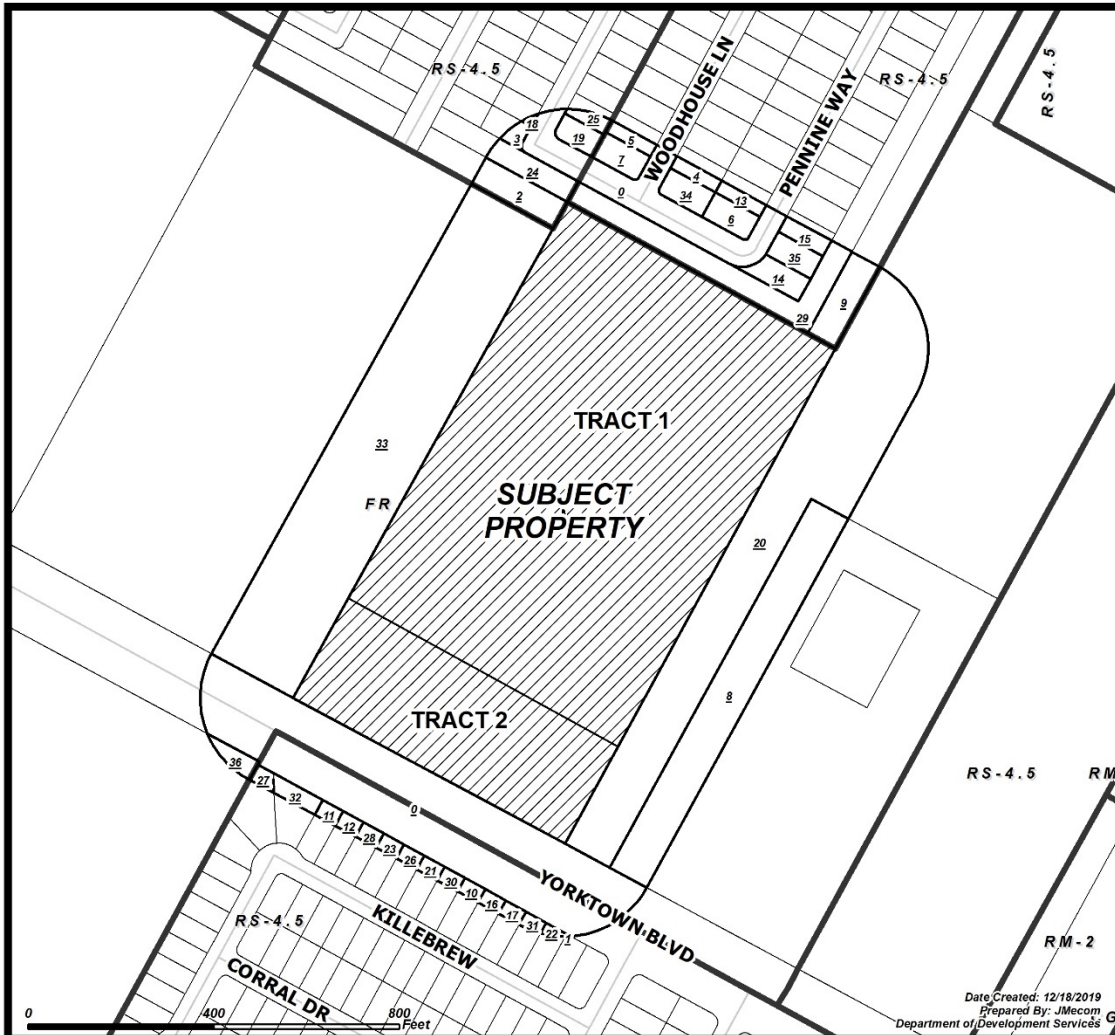 RS-4.5
RS-4.5
RS-4.5
WOODHOUSE LN
PENNINE WAY
18
25
3
19
5
7
24
2
0
4
34
13
6
15
35
14
29
9
TRACT 1
33
FR
SUBJECT
PROPERTY
20
8
TRACT 2
36
27
32
0
11
12
28
23
26
21
30
10
16
17
31
22
1
YORKTOWN BLVD
KILLEBREW
CORRAL DR
RS-4.5
RS-4.5
RM
RM-2
0 400 800
Feet
Date Created: 12/18/2019
Prepared By: JMecom
Department of Development Services